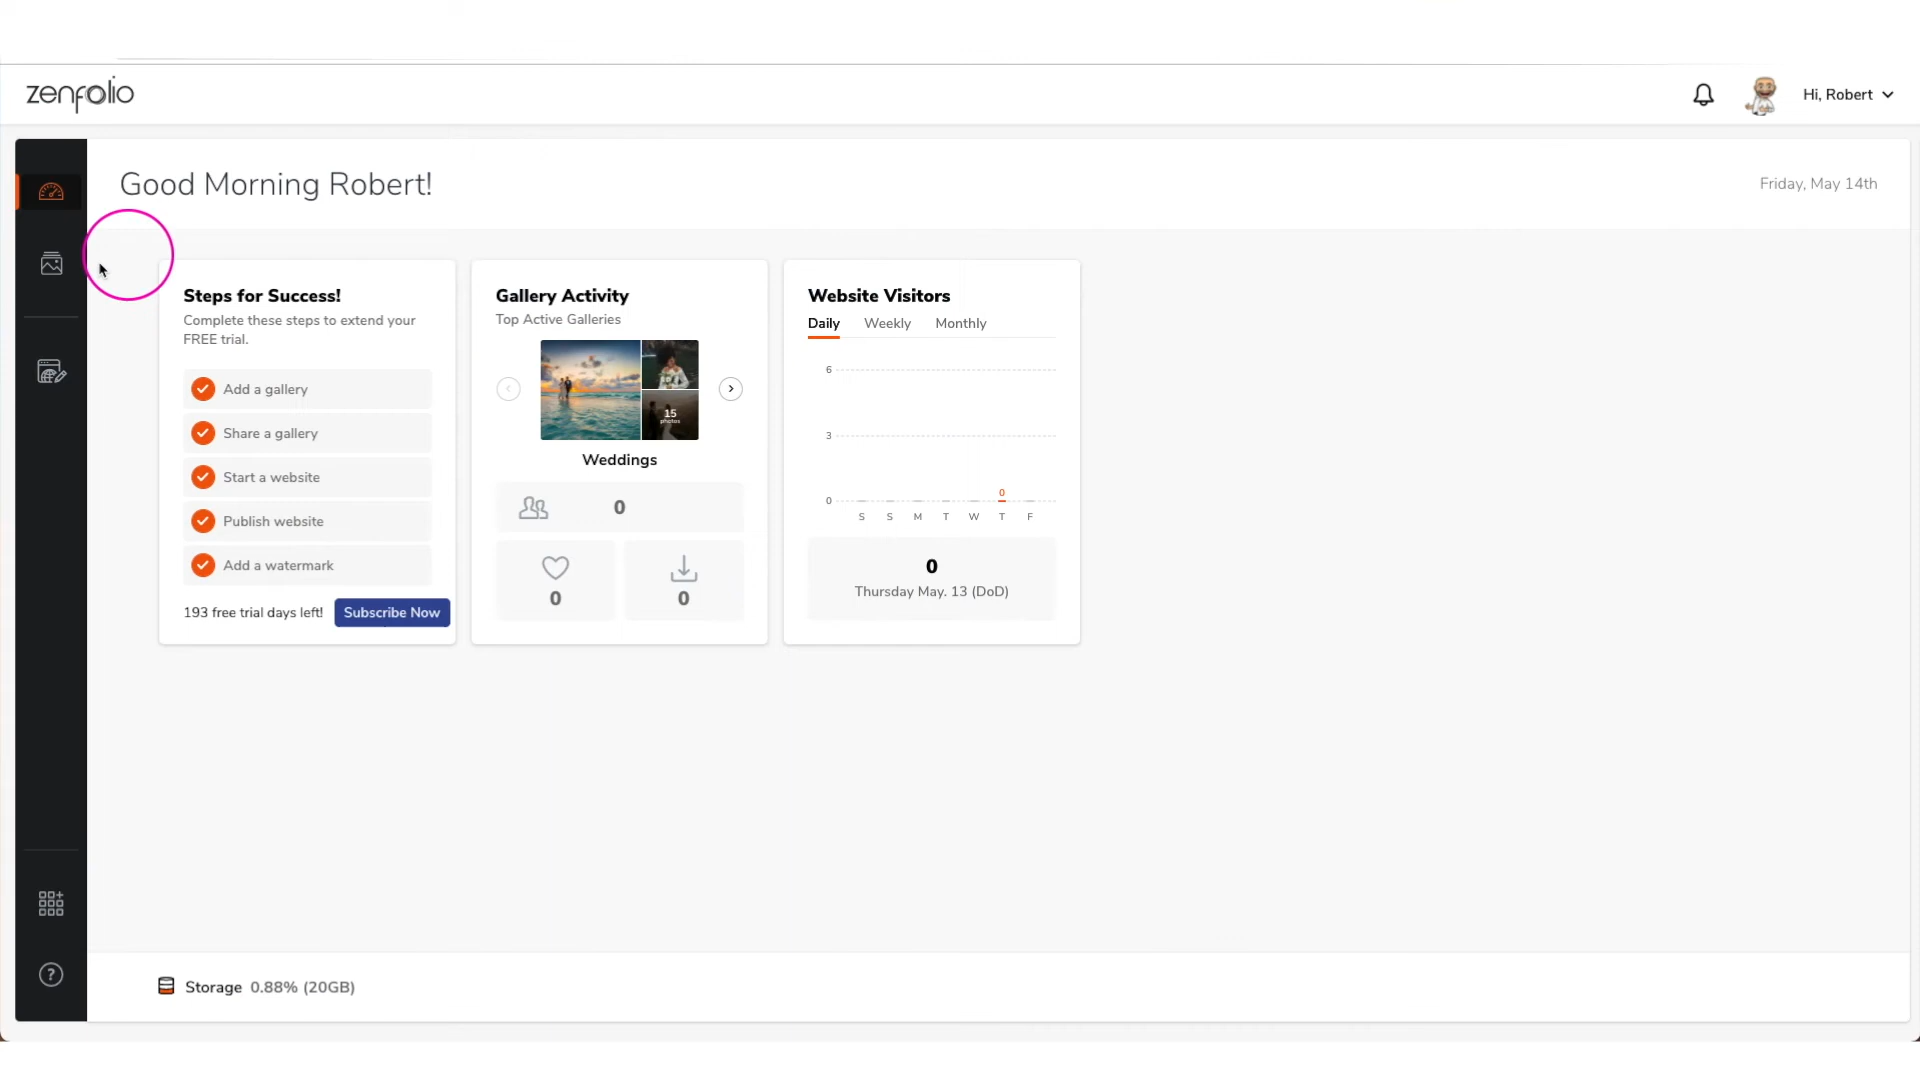 zenfolio
Hi, Robert
Good Morning Robert!
Friday, May 14th
Steps for Success!
Complete these steps to extend your
FREE trial.
Add a gallery
Share a gallery
Start a website
Publish website
Add a watermark
193 free trial days left!
Subscribe Now
Gallery Activity
Top Active Galleries
15
photos
Weddings
0
0
0
Website Visitors
Daily Weekly Monthly
6
3
0
0
S S M T W T F
0
Thursday May. 13 (DoD)
?
Storage 0.88% (20GB)